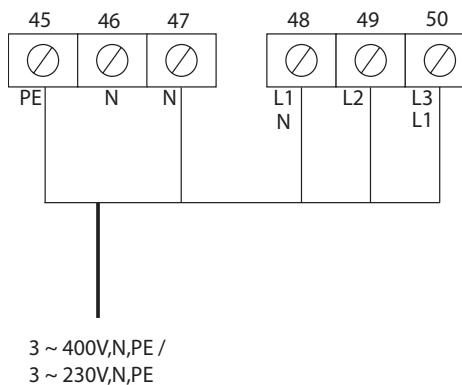 45 46 47 48 49 50
PE N N L1 L2 L3
N L1
3 ~ 400V,N,PE /
3 ~ 230V,N,PE